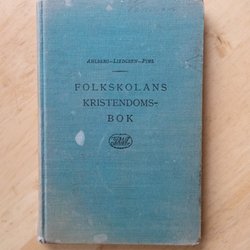 AHLBERG–LINDGREN–FIHL
FOLKSKOLANS
KRISTENDOMS-
BOK